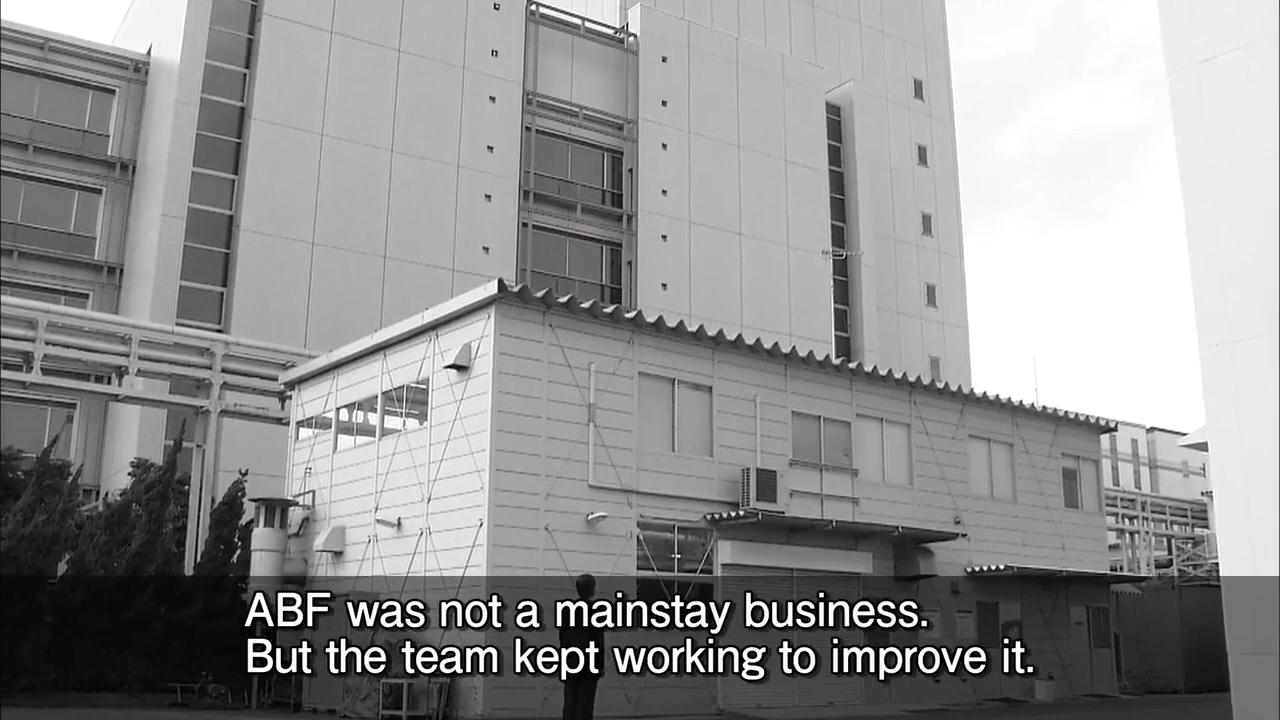 ABF was not a mainstay business.
But the team kept working to improve it.